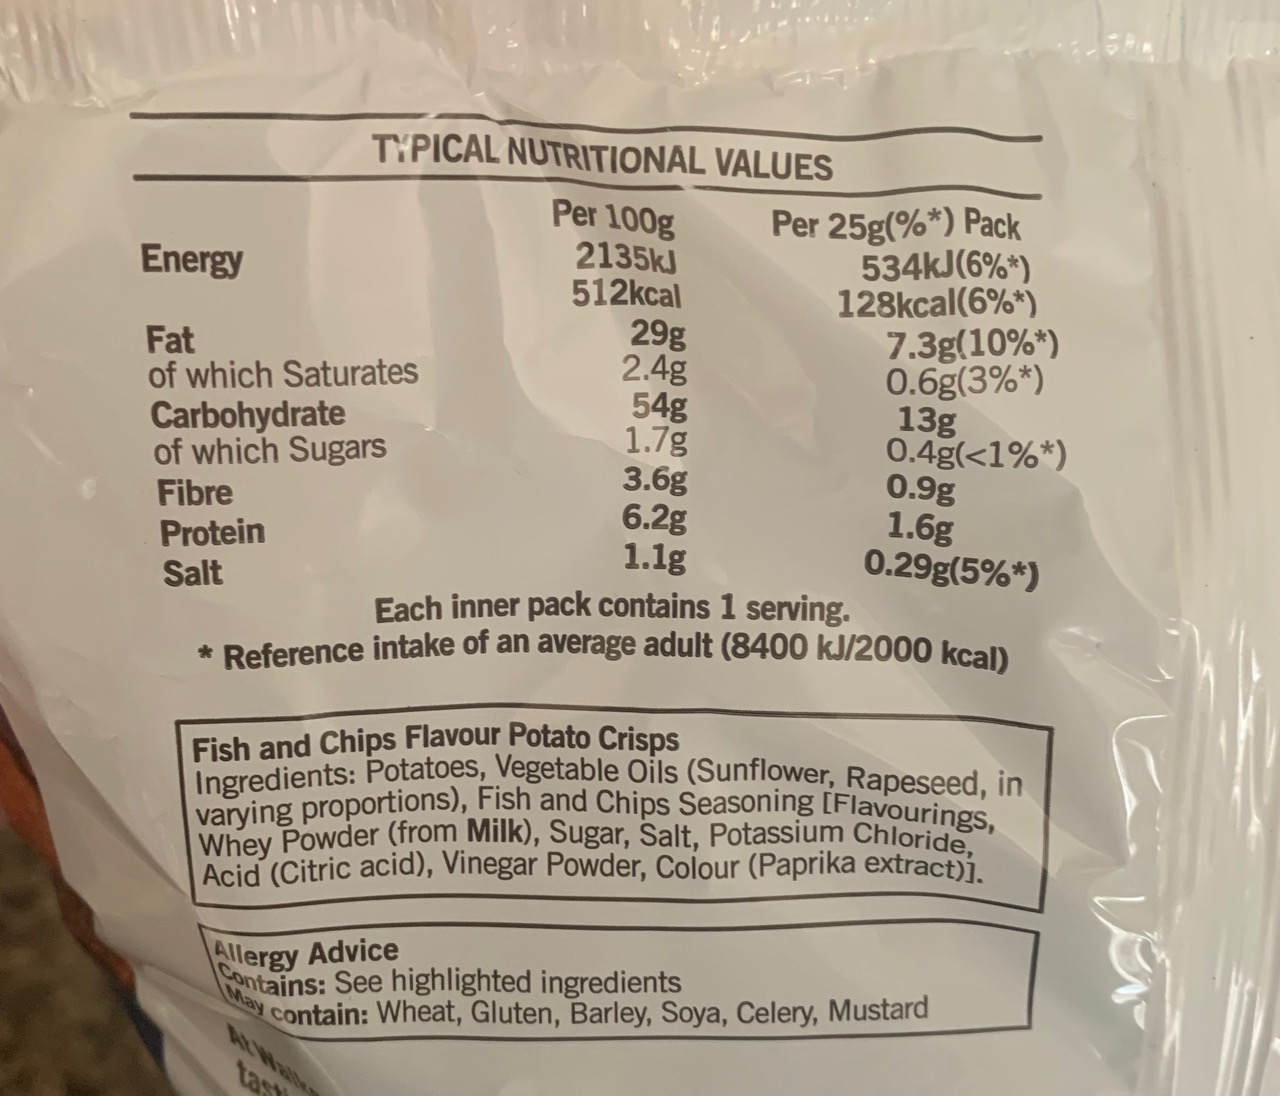 TYPICAL NUTRITIONAL VALUES
Per 100g Per 25g(%*) Pack
Energy 2135kJ 534kJ(6%*)
512kcal 128kcal(6%*)
Fat 29g 7.3g(10%*)
of which Saturates 2.4g 0.6g(3%*)
Carbohydrate 54g 13g
of which Sugars 1.7g 0.4g(<1%*)
Fibre 3.6g 0.9g
Protein 6.2g 1.6g
Salt 1.1g 0.29g(5%*)
Each inner pack contains 1 serving.
* Reference intake of an average adult (8400 kJ/2000 kcal)
Fish and Chips Flavour Potato Crisps
Ingredients: Potatoes, Vegetable Oils (Sunflower, Rapeseed, in
varying proportions), Fish and Chips Seasoning [Flavourings,
Whey Powder (from Milk), Sugar, Salt, Potassium Chloride,
Acid (Citric acid), Vinegar Powder, Colour (Paprika extract)].
Allergy Advice
Contains: See highlighted ingredients
May contain: Wheat, Gluten, Barley, Soya, Celery, Mustard
At